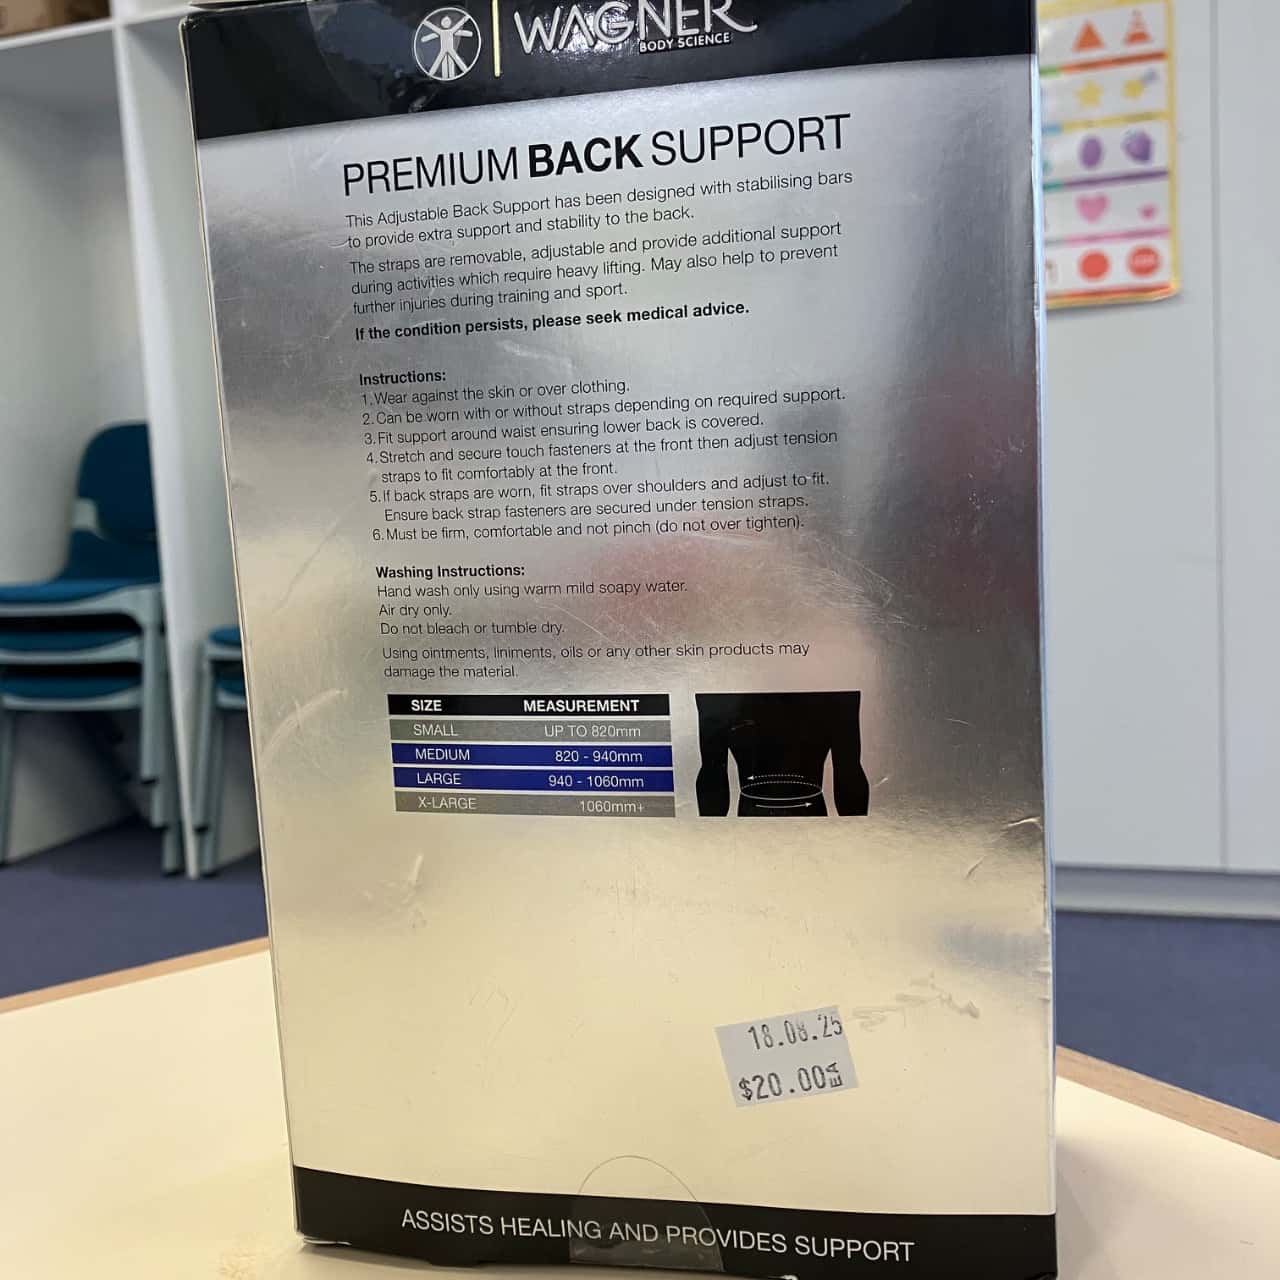 WAGNER
BODY SCIENCE
PREMIUM BACK SUPPORT
This Adjustable Back Support has been designed with stabilising bars
to provide extra support and stability to the back.
The straps are removable, adjustable and provide additional support
during activities which require heavy lifting. May also help to prevent
further injuries during training and sport.
If the condition persists, please seek medical advice.
Instructions:
1. Wear against the skin or over clothing.
2. Can be worn with or without straps depending on required support.
3. Fit support around waist ensuring lower back is covered.
4. Stretch and secure touch fasteners at the front then adjust tension
straps to fit comfortably at the front.
5. If back straps are worn, fit straps over shoulders and adjust to fit.
Ensure back strap fasteners are secured under tension straps.
6. Must be firm, comfortable and not pinch (do not over tighten).
Washing Instructions:
Hand wash only using warm mild soapy water.
Air dry only.
Do not bleach or tumble dry.
Using ointments, liniments, oils or any other skin products may
damage the material.
SIZE MEASUREMENT
SMALL UP TO 820mm
MEDIUM 820 - 940mm
LARGE 940 - 1060mm
X-LARGE 1060mm+
18.08.25
$20.00 EA
ASSISTS HEALING AND PROVIDES SUPPORT